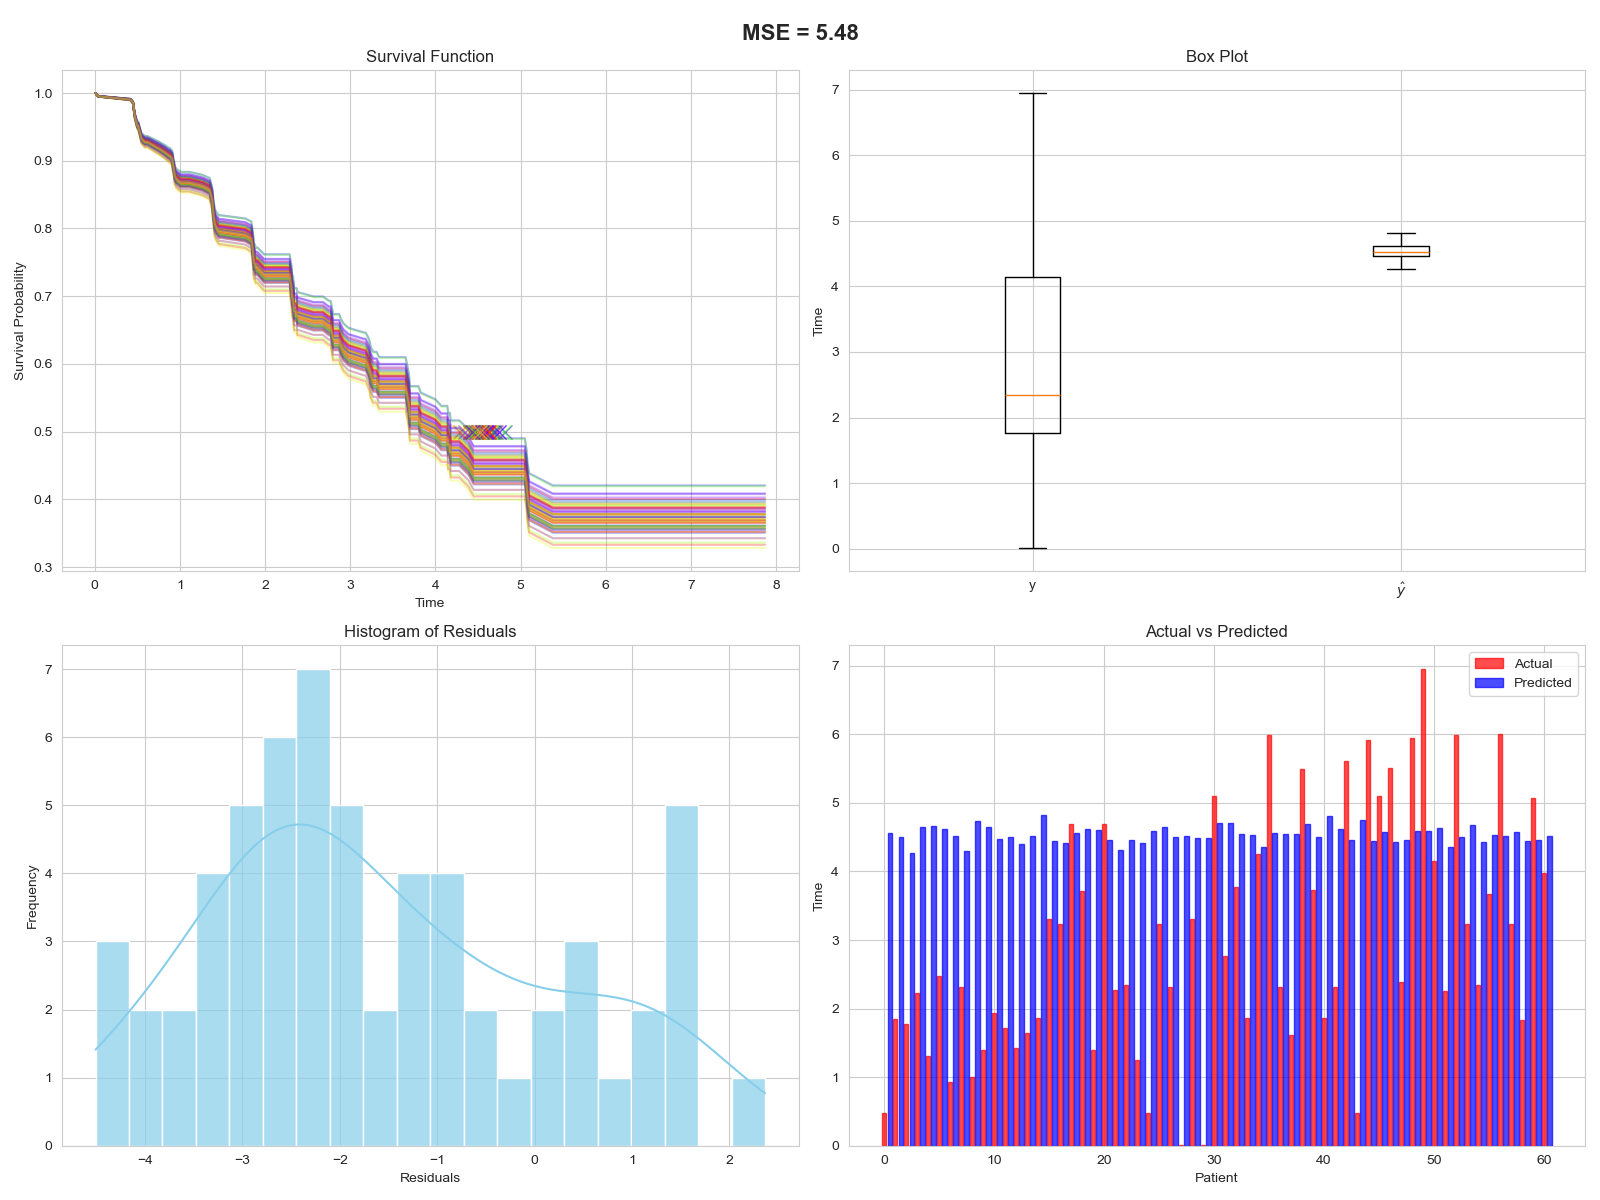 MSE = 5.48
Survival Function
Survival Probability
1.0
0.9
0.8
0.7
0.6
0.5
0.4
0.3
0 1 2 3 4 5 6 7 8
Time
Box Plot
Time
7
6
5
4
3
2
1
0
y ŷ
Histogram of Residuals
Frequency
7
6
5
4
3
2
1
0
−4 −3 −2 −1 0 1 2
Residuals
Actual vs Predicted
Actual
Predicted
Time
7
6
5
4
3
2
1
0
0 10 20 30 40 50 60
Patient